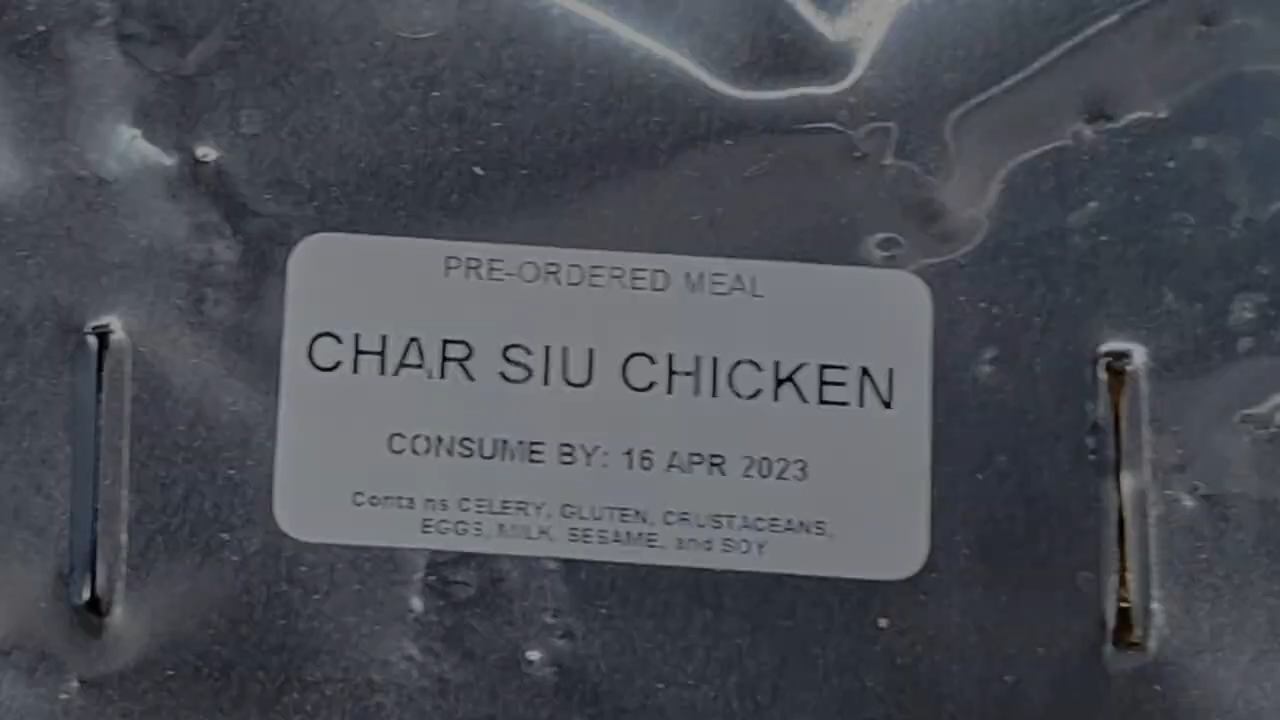 PRE-ORDERED MEAL
CHAR SIU CHICKEN
CONSUME BY: 16 APR 2023
Contains CELERY, GLUTEN, CRUSTACEANS,
EGGS, MILK, SESAME, and SOY